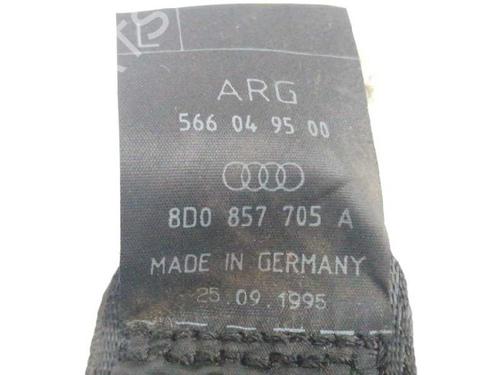 L
ARG
566 04 95 00
8D0 857 705 A
MADE IN GERMANY
25.09.1995